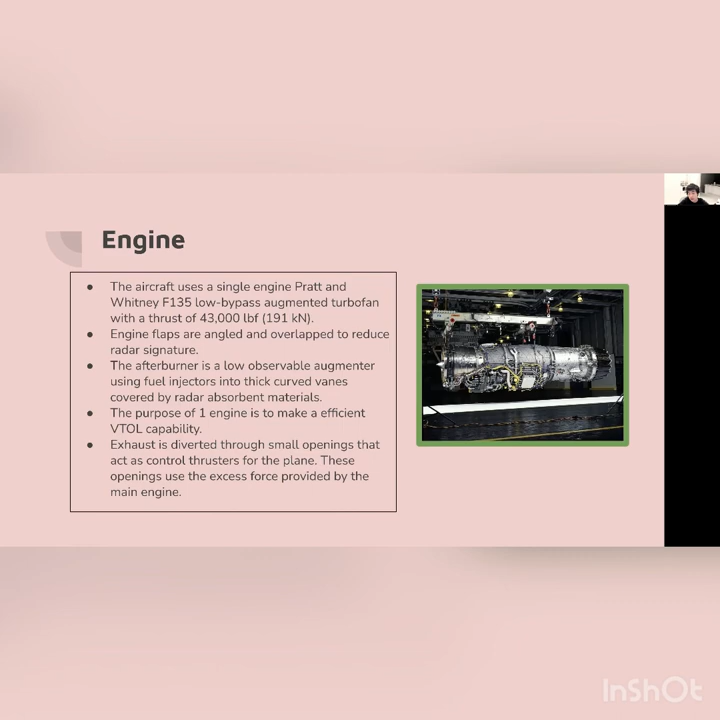 Engine
● The aircraft uses a single engine Pratt and
Whitney F135 low-bypass augmented turbofan
with a thrust of 43,000 lbf (191 kN).
● Engine flaps are angled and overlapped to reduce
radar signature.
● The afterburner is a low observable augmenter
using fuel injectors into thick curved vanes
covered by radar absorbent materials.
● The purpose of 1 engine is to make a efficient
VTOL capability.
● Exhaust is diverted through small openings that
act as control thrusters for the plane. These
openings use the excess force provided by the
main engine.
InShOt